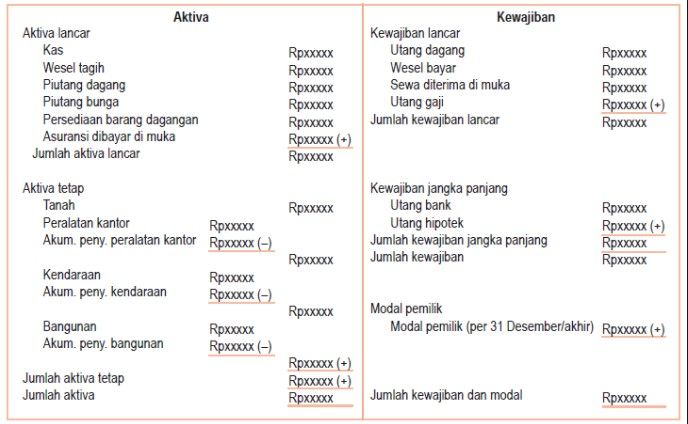 Aktiva
Aktiva lancar
Kas Rpxxxxx
Wesel tagih Rpxxxxx
Piutang dagang Rpxxxxx
Piutang bunga Rpxxxxx
Persediaan barang dagangan Rpxxxxx
Asuransi dibayar di muka Rpxxxxx (+)
Jumlah aktiva lancar Rpxxxxx
Aktiva tetap
Tanah Rpxxxxx
Peralatan kantor Rpxxxxx
Akum. peny. peralatan kantor Rpxxxxx (–)
Rpxxxxx
Kendaraan Rpxxxxx
Akum. peny. kendaraan Rpxxxxx (–)
Rpxxxxx
Bangunan Rpxxxxx
Akum. peny. bangunan Rpxxxxx (–)
Rpxxxxx (+)
Jumlah aktiva tetap Rpxxxxx (+)
Jumlah aktiva Rpxxxxx
Kewajiban
Kewajiban lancar
Utang dagang Rpxxxxx
Wesel bayar Rpxxxxx
Sewa diterima di muka Rpxxxxx
Utang gaji Rpxxxxx (+)
Jumlah kewajiban lancar Rpxxxxx
Kewajiban jangka panjang
Utang bank Rpxxxxx
Utang hipotek Rpxxxxx (+)
Jumlah kewajiban jangka panjang Rpxxxxx
Jumlah kewajiban Rpxxxxx
Modal pemilik
Modal pemilik (per 31 Desember/akhir) Rpxxxxx (+)
Jumlah kewajiban dan modal Rpxxxxx